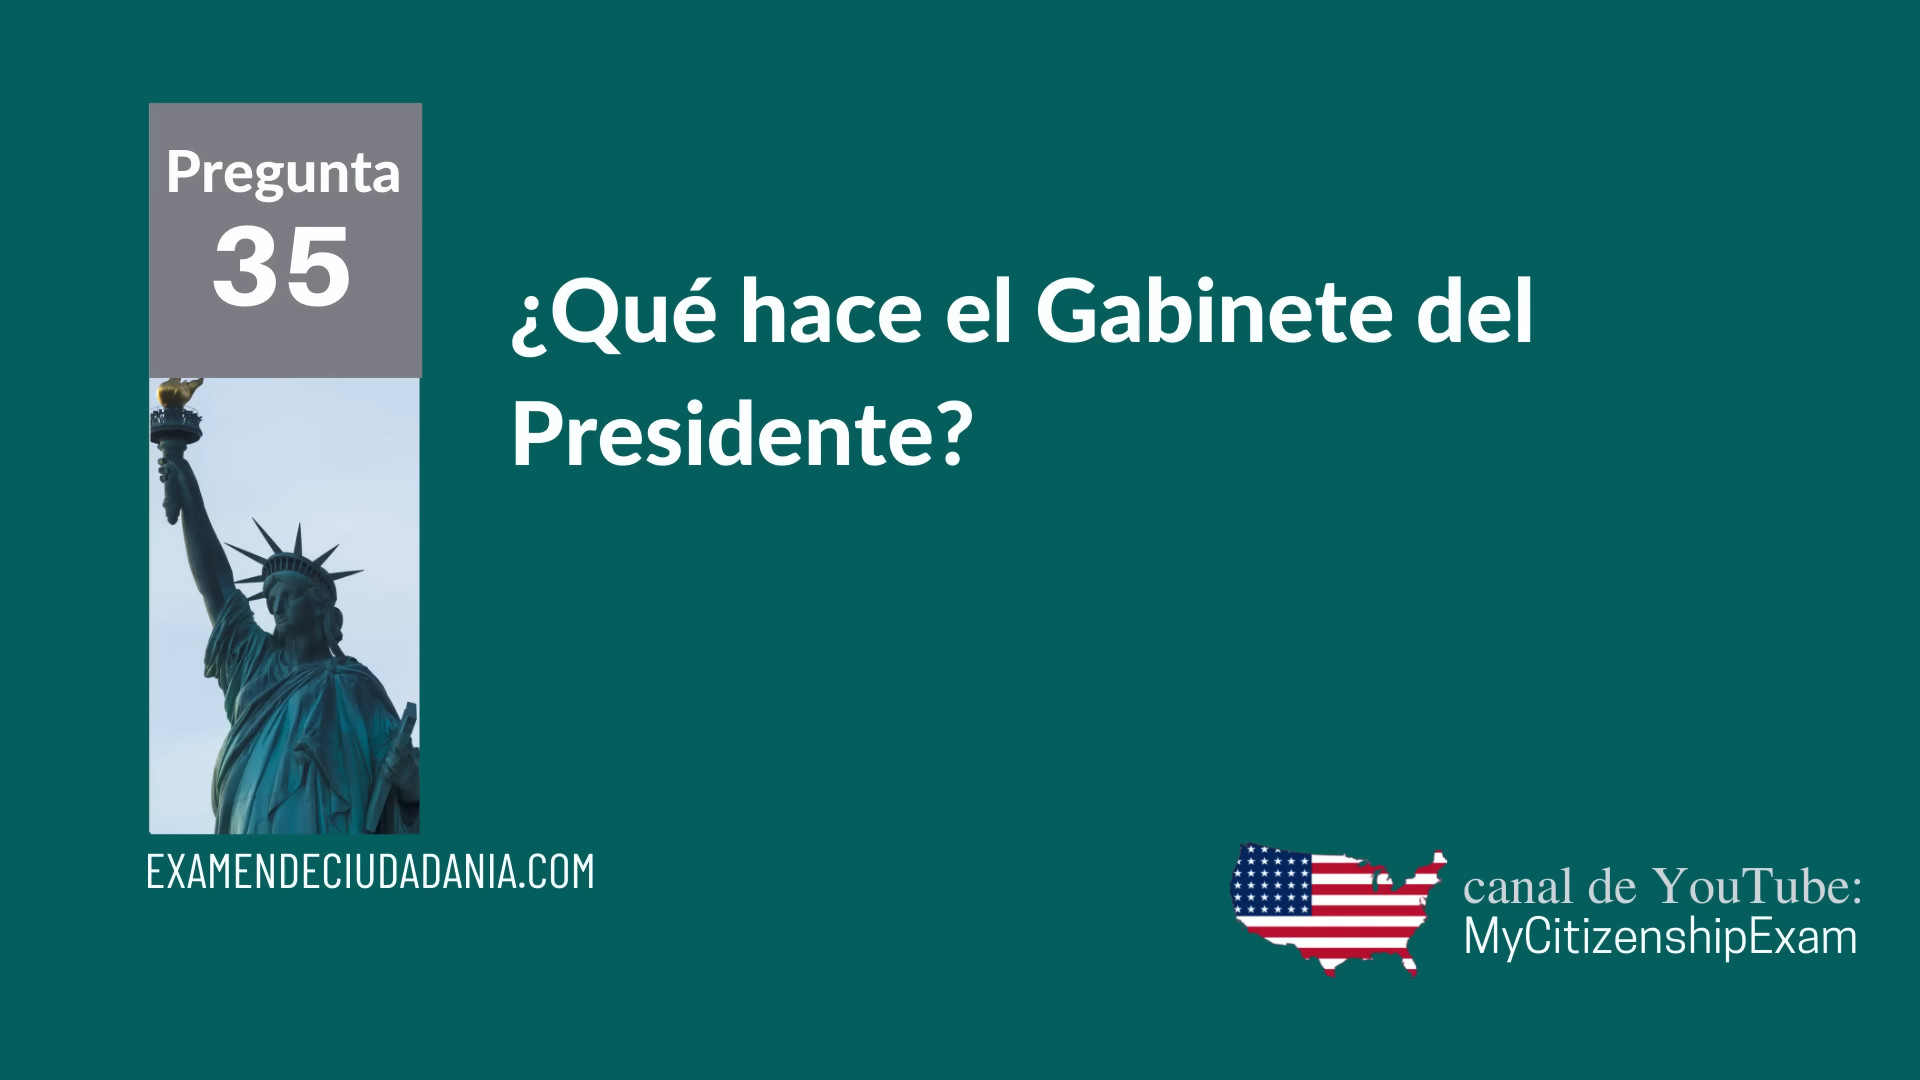 Pregunta
35
¿Qué hace el Gabinete del
Presidente?
EXAMENDECIUDADANIA.COM
canal de YouTube:
MyCitizenshipExam